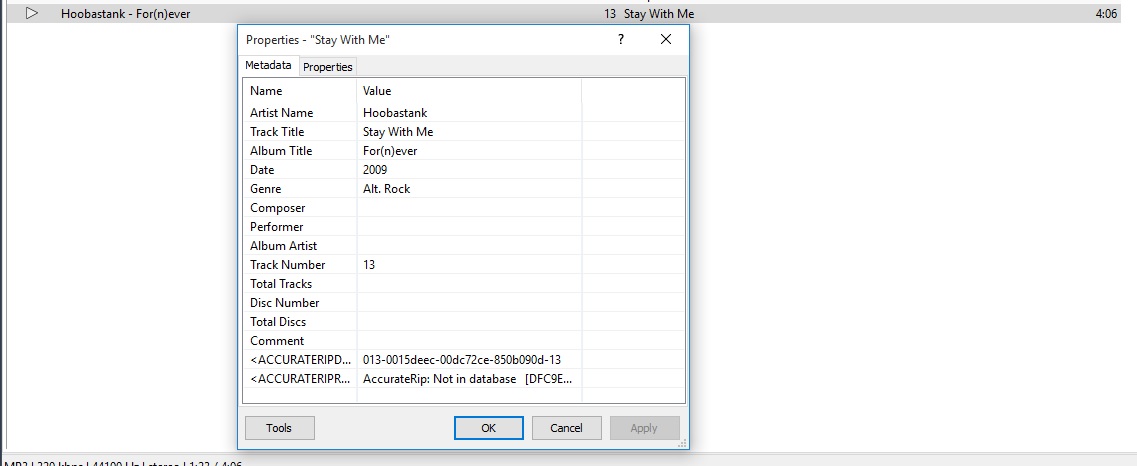 Hoobastank - For(n)ever 13 Stay With Me 4:06
Properties - "Stay With Me" ?
Metadata Properties
Name Value
Artist Name Hoobastank
Track Title Stay With Me
Album Title For(n)ever
Date 2009
Genre Alt. Rock
Composer
Performer
Album Artist
Track Number 13
Total Tracks
Disc Number
Total Discs
Comment
<ACCURATERIPD... 013-0015deec-00dc72ce-850b090d-13
<ACCURATERIPR... AccurateRip: Not in database [DFC9E...
Tools OK Cancel Apply
MP3 | 320 kbps | 44100 Hz | stereo | 1:23 / 4:06